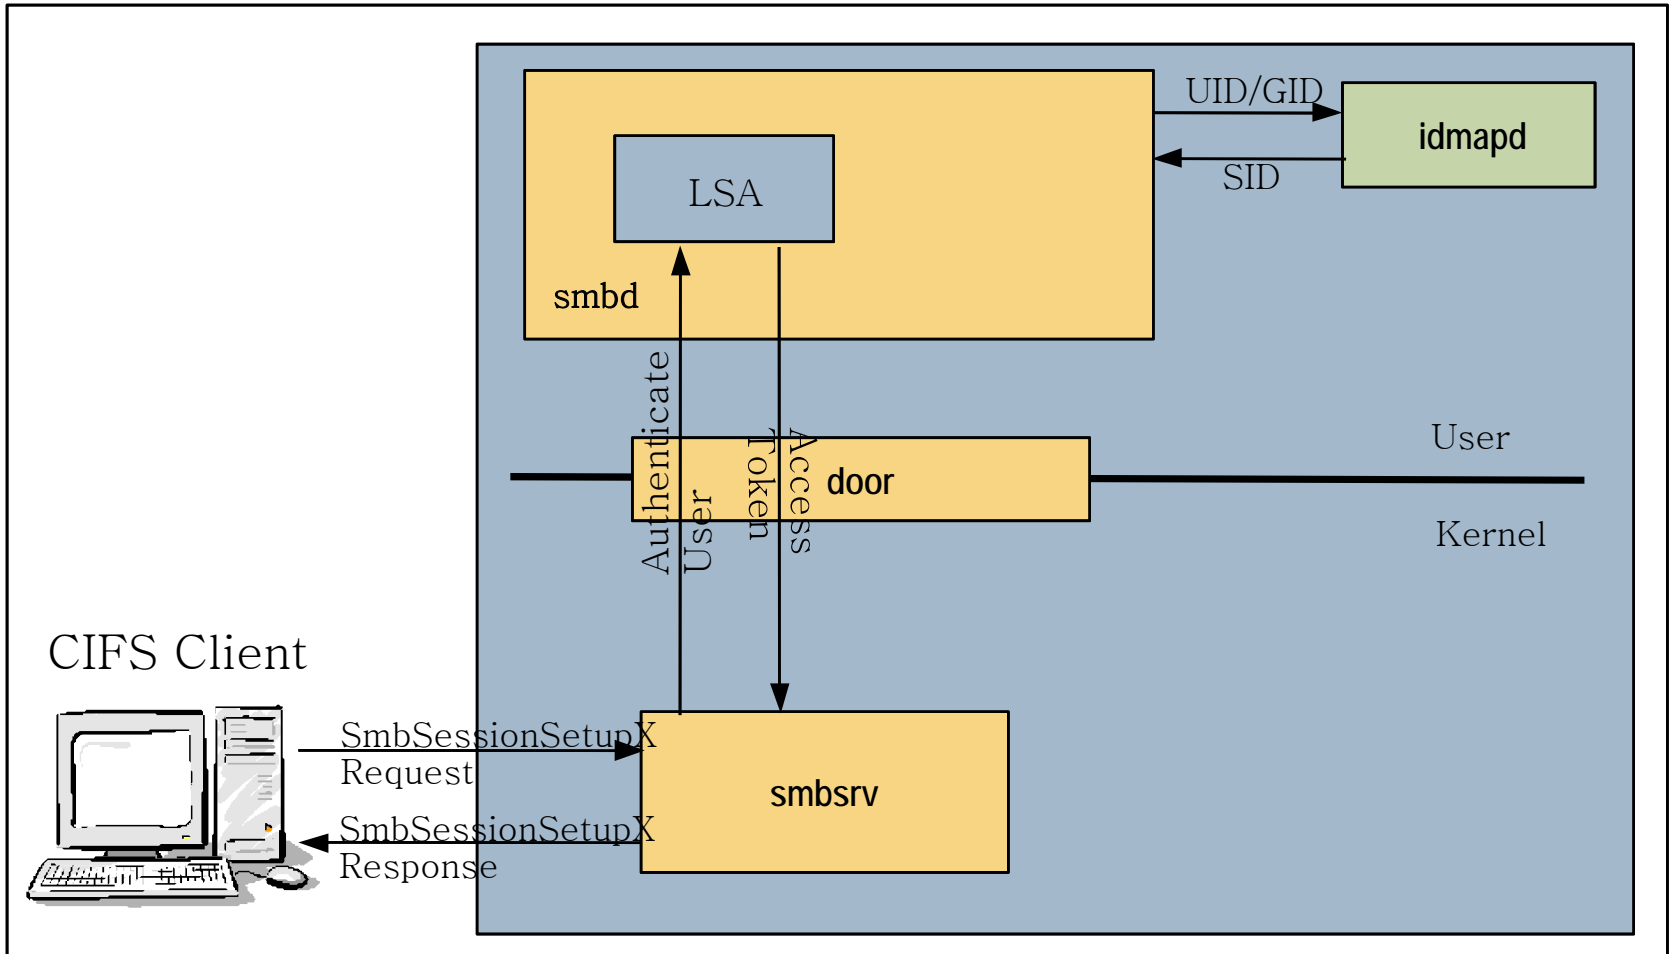 UID/GID
idmapd
SID
LSA
smbd
Authenticate
User
Access
Token
door
User
Kernel
CIFS Client
SmbSessionSetupX
Request
smbsrv
SmbSessionSetupX
Response